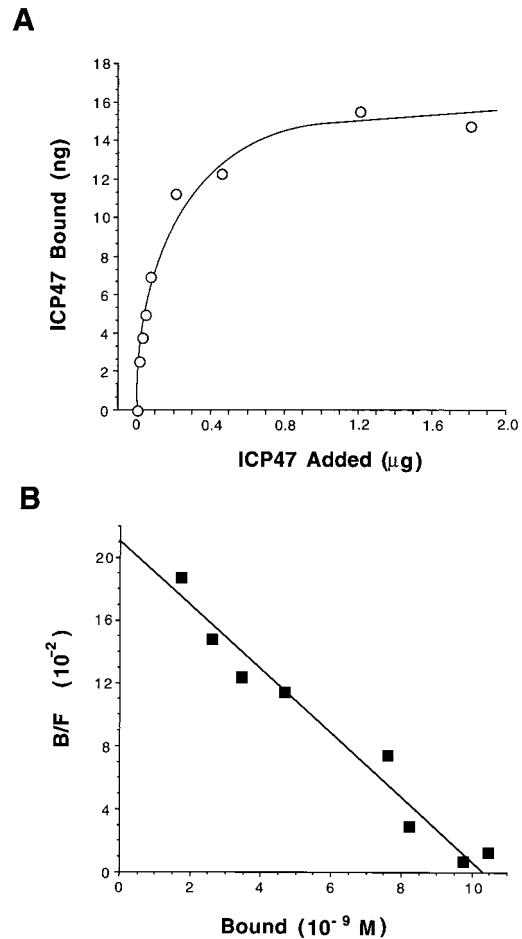 A
18
16
14
12
10
8
6
4
2
0
ICP47 Bound (ng)
0 0.4 0.8 1.2 1.6 2.0
ICP47 Added (μg)
B
20
16
12
8
4
0
B/F (10⁻²)
0 2 4 6 8 10
Bound (10⁻⁹ M)